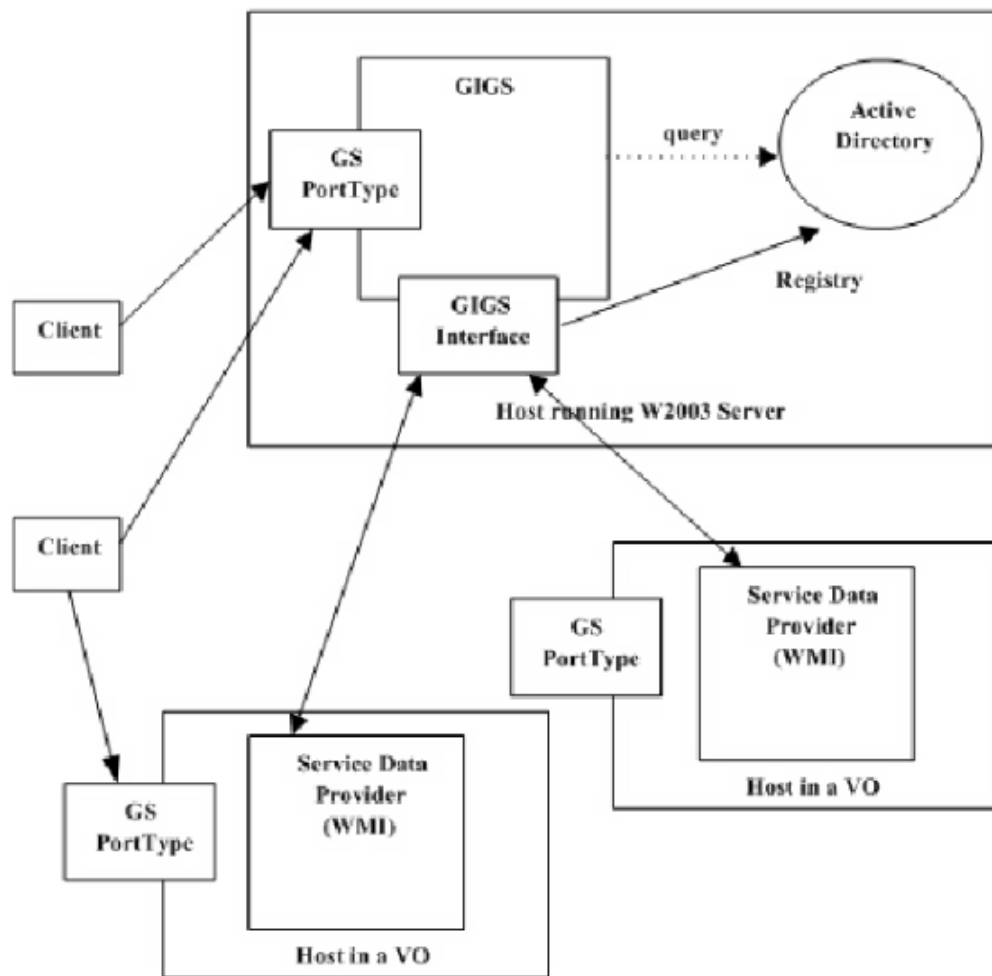 GIGS
Active
Directory
query
GS
PortType
Registry
GIGS
Interface
Client
Host running W2003 Server
Client
Service Data
Provider
(WMI)
GS
PortType
Host in a VO
Service Data
Provider
(WMI)
GS
PortType
Host in a VO